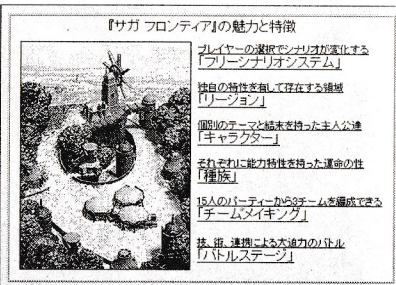 『サガ フロンティア』の魅力と特徴
プレイヤーの選択でシナリオが変化する
「フリーシナリオシステム」
独自の特性を有して存在する領域
「リージョン」
個別のテーマと結末を持った主人公達
「キャラクター」
それぞれに能力特性を持った運命の性
「種族」
15人のパーティーから3チームを編成できる
「チームメイキング」
技、術、連携による大迫力のバトル
「バトルステージ」